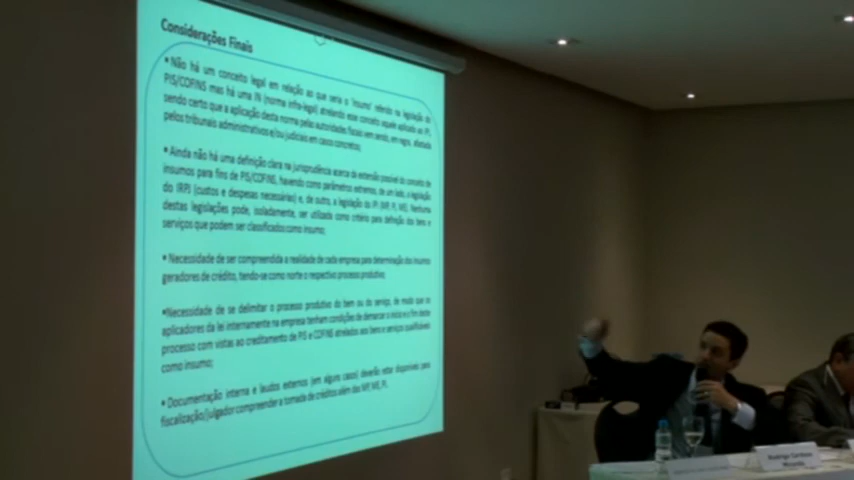 Considerações Finais
• Não há um conceito legal em relação ao que seria o 'insumo' referido na legislação do
PIS/COFINS mas há uma IN (norma infra-legal) atrelando esse conceito aquele aplicado ao IPI,
sendo certo que a aplicação desta norma pelas autoridades fiscais vem sendo, em regra, afastada
pelos tribunais administrativos e/ou judiciais em casos concretos;
• Ainda não há uma definição clara na jurisprudência acerca da extensão possível do conceito de
insumos para fins de PIS/COFINS, havendo como parâmetros extremos, de um lado, a legislação
do IRPJ (custos e despesas necessárias) e, de outro, a legislação do IPI (MP, PI, ME). Nenhuma
destas legislações pode, isoladamente, ser utilizada como critério para definição dos bens e
serviços que podem ser classificados como insumo;
• Necessidade de ser compreendida a realidade de cada empresa para determinação dos insumos
geradores de crédito, tendo-se como norte o respectivo processo produtivo;
•Necessidade de se delimitar o processo produtivo do bem ou do serviço, de modo que os
aplicadores da lei internamente na empresa tenham condições de demarcar o início e o fim deste
processo com vistas ao creditamento de PIS e COFINS atrelados aos bens e serviços qualificáveis
como insumo;
• Documentação interna e laudos externos (em alguns casos) deverão estar disponíveis para
fiscalização/julgador compreender a tomada de créditos além dos MP, ME, PI.
Rodrigo Cardozo
Miranda